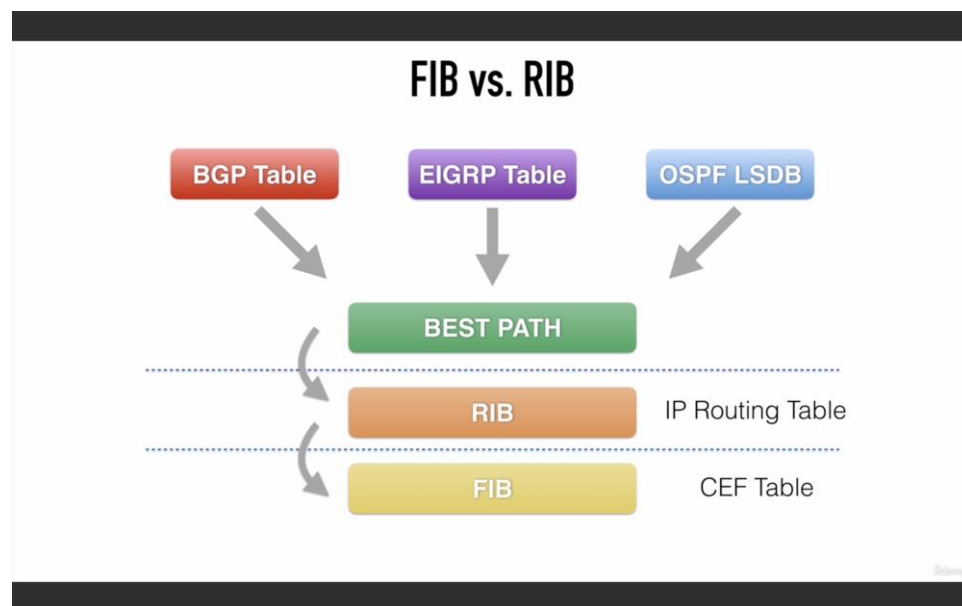 FIB vs. RIB
BGP Table
EIGRP Table
OSPF LSDB
BEST PATH
RIB
IP Routing Table
FIB
CEF Table